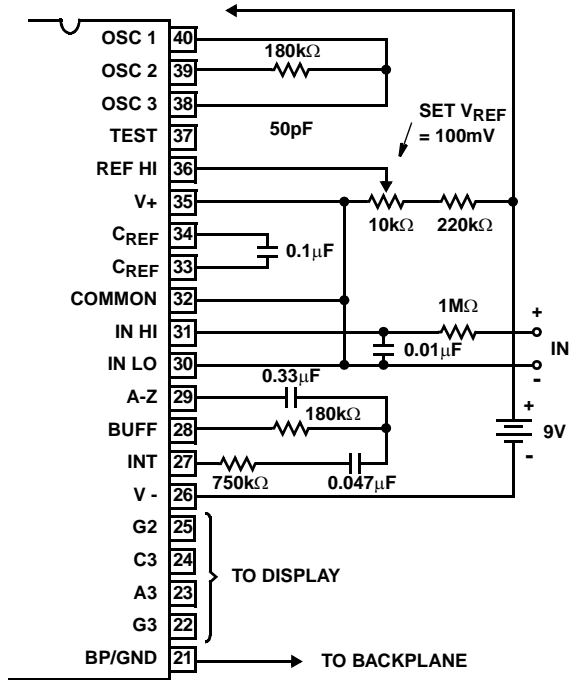 OSC 1 40
180kΩ
OSC 2 39
OSC 3 38
TEST 37
50pF
SET VREF
= 100mV
REF HI 36
V+ 35
10kΩ 220kΩ
CREF 34
0.1µF
CREF 33
COMMON 32
1MΩ
+
IN HI 31
IN
0.01µF
IN LO 30
-
0.33µF
A-Z 29
+
180kΩ
BUFF 28
9V
INT 27
-
750kΩ
0.047µF
V - 26
G2 25
C3 24
TO DISPLAY
A3 23
G3 22
BP/GND 21
TO BACKPLANE